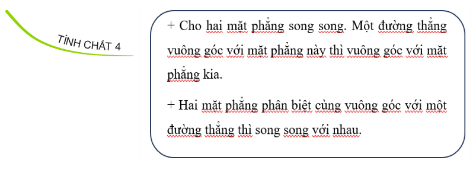 TÍNH CHẤT 4
+ Cho hai mặt phẳng song song. Một đường thẳng
vuông góc với mặt phẳng này thì vuông góc với mặt
phẳng kia.
+ Hai mặt phẳng phân biệt cùng vuông góc với một
đường thẳng thì song song với nhau.